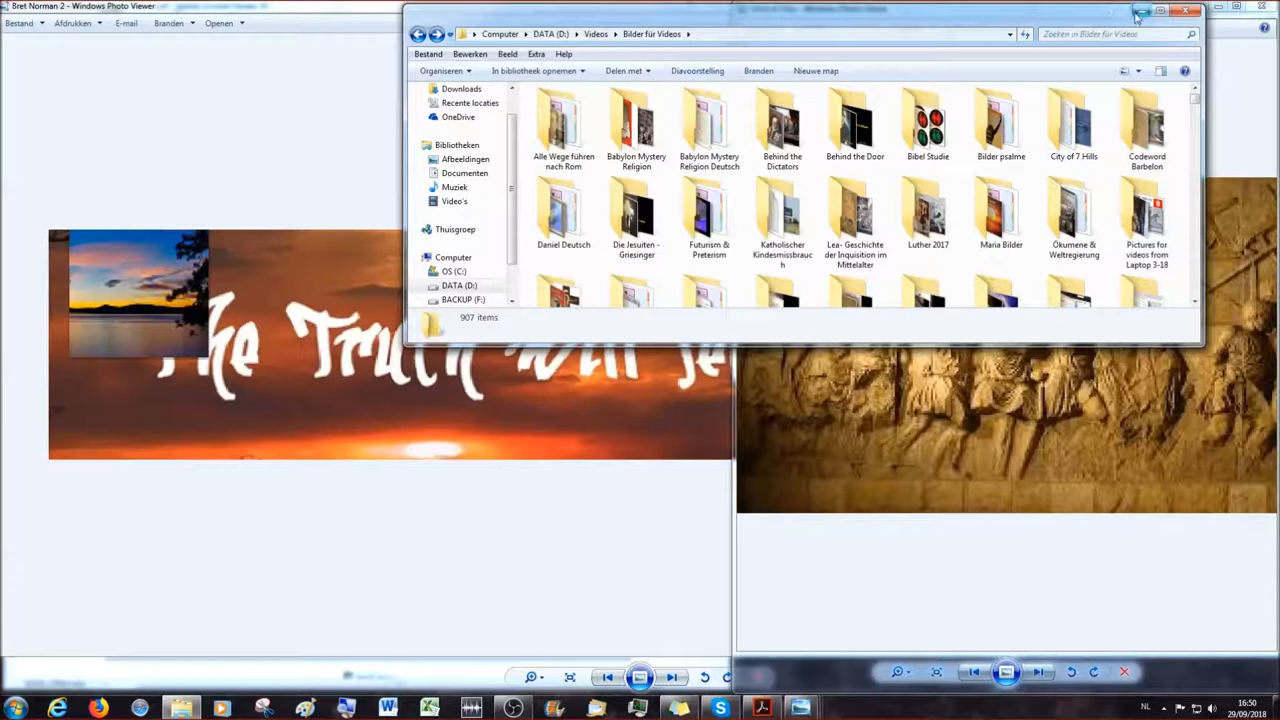 Bret Norman 2 - Windows Photo Viewer
Bestand Afdrukken E-mail Branden Openen
Computer DATA (D:) Videos Bilder für Videos
Zoeken in Bilder für Videos
Bestand Bewerken Beeld Extra Help
Organiseren In bibliotheek opnemen Delen met Diavoorstelling Branden Nieuwe map
Downloads
Recente locaties
OneDrive
Bibliotheken
Afbeeldingen
Documenten
Muziek
Video's
Thuisgroep
Computer
OS (C:)
DATA (D:)
BACKUP (F:)
Alle Wege führen
nach Rom
Babylon Mystery
Religion
Babylon Mystery
Religion Deutsch
Behind the
Dictators
Behind the Door
Bibel Studie
Bilder psalme
City of 7 Hills
Codeword
Barbelon
Daniel Deutsch
Die Jesuiten -
Griesinger
Futurism &
Preterism
Katholischer
Kindesmissbrauc
h
Lea- Geschichte
der Inquisition im
Mittelalter
Luther 2017
Maria Bilder
Ökumene &
Weltregierung
Pictures for
videos from
Laptop 3-18
907 items
The Truth Will Se
NL 16:50
29/09/2018